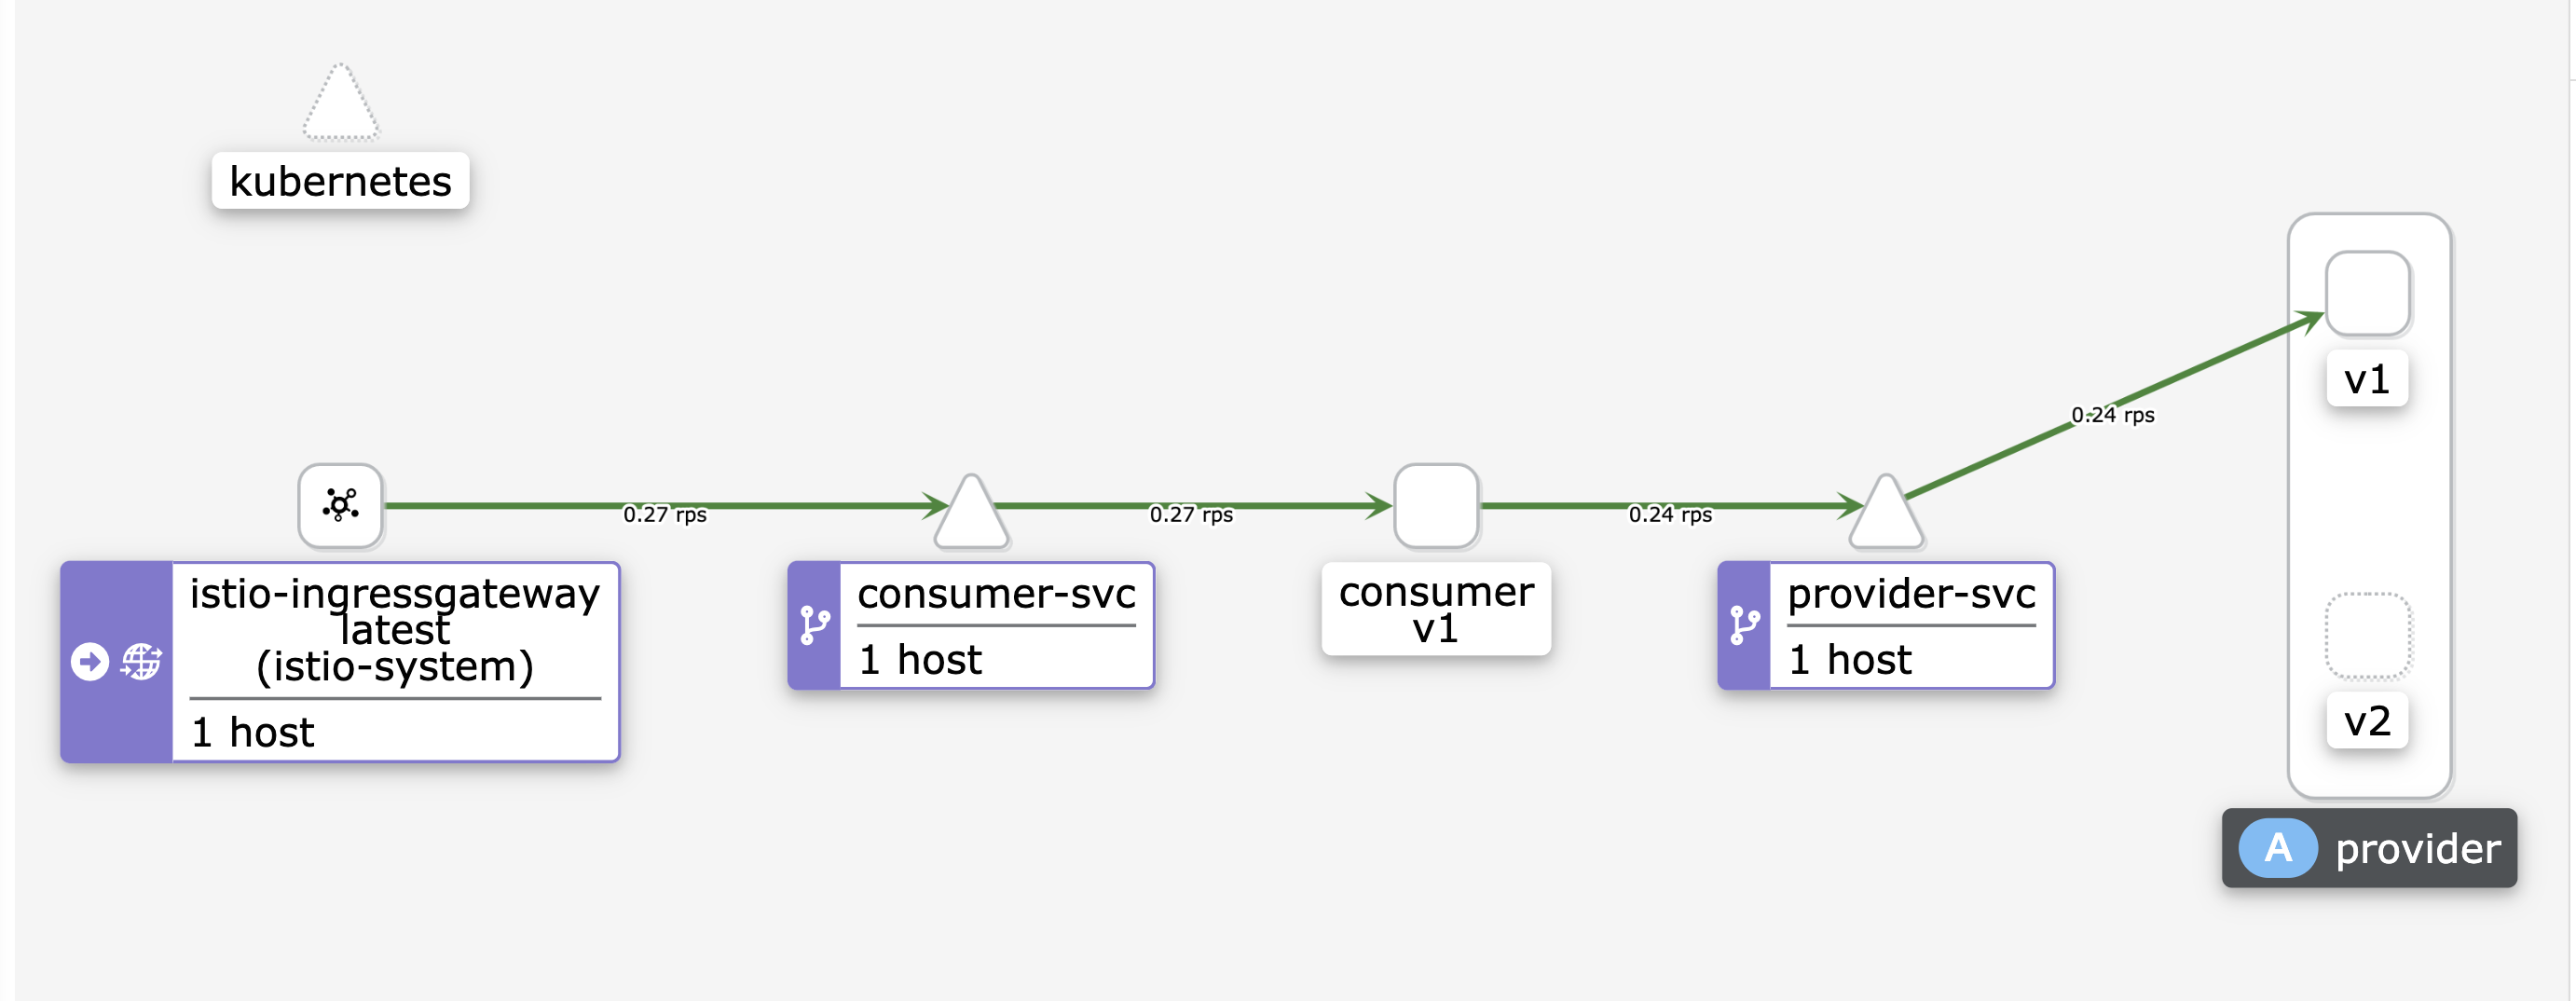 kubernetes
v1
0.24 rps
0.27 rps
0.27 rps
0.24 rps
istio-ingressgateway
latest
(istio-system)
1 host
consumer-svc
1 host
consumer
v1
provider-svc
1 host
v2
A provider